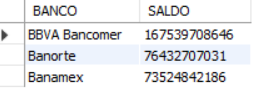 BANCO SALDO
BBVA Bancomer 167539708646
Banorte 76432707031
Banamex 73524842186